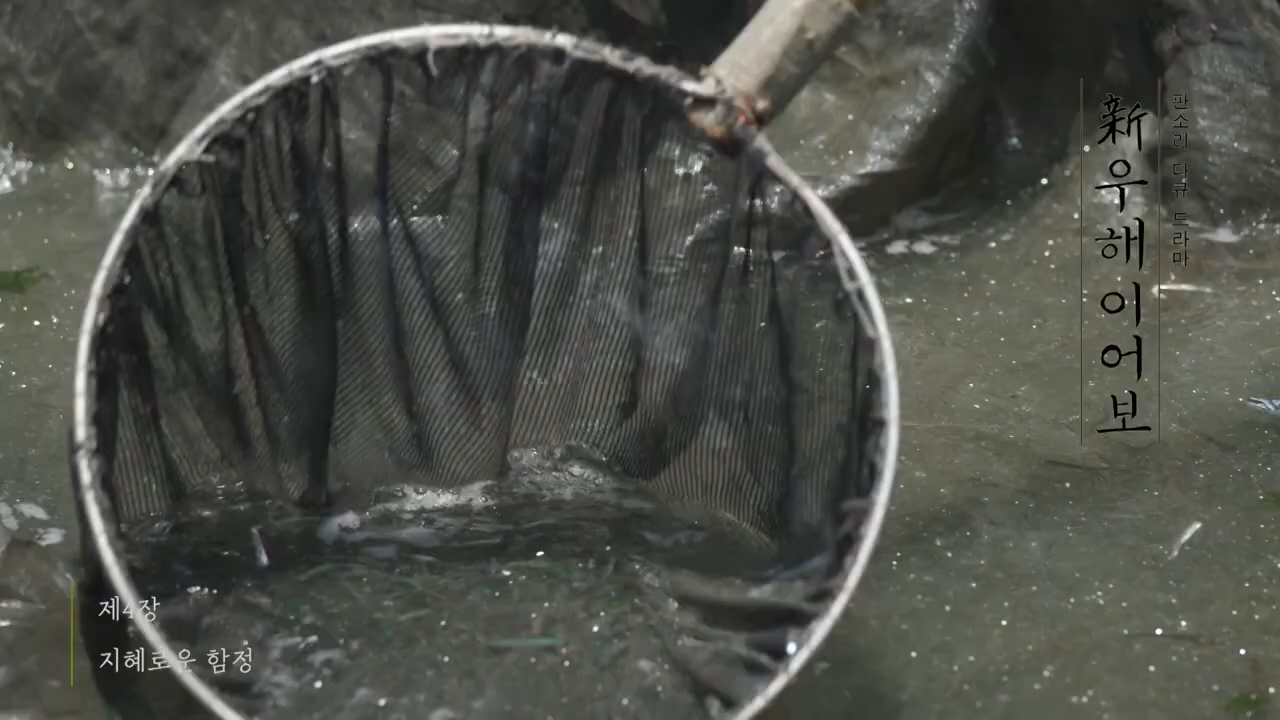 판소리 다큐 드라마
新우해이어보
제4장
지혜로운 함정